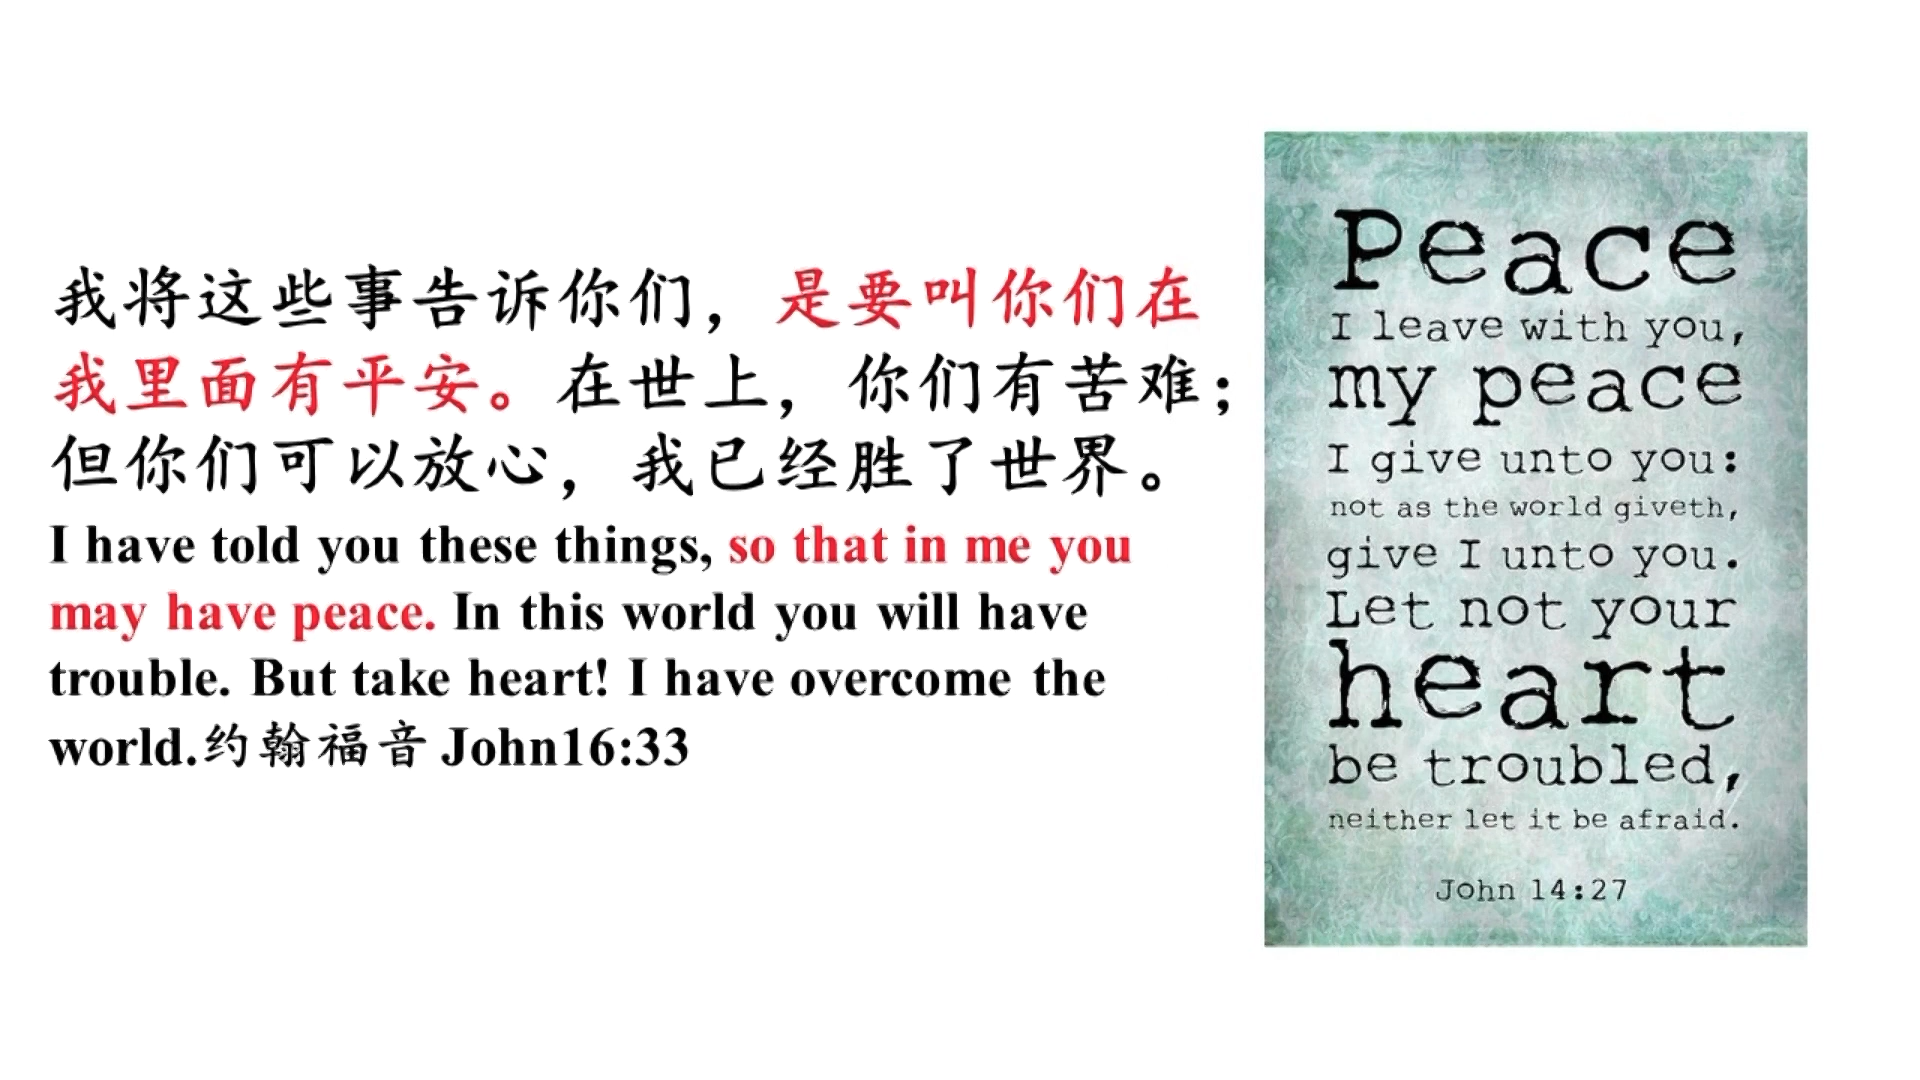 我将这些事告诉你们，是要叫你们在
我里面有平安。在世上，你们有苦难；
但你们可以放心，我已经胜了世界。
I have told you these things, so that in me you
may have peace. In this world you will have
trouble. But take heart! I have overcome the
world.约翰福音 John16:33
Peace
I leave with you,
my peace
I give unto you:
not as the world giveth,
give I unto you.
Let not your
heart
be troubled,
neither let it be afraid.
John 14:27